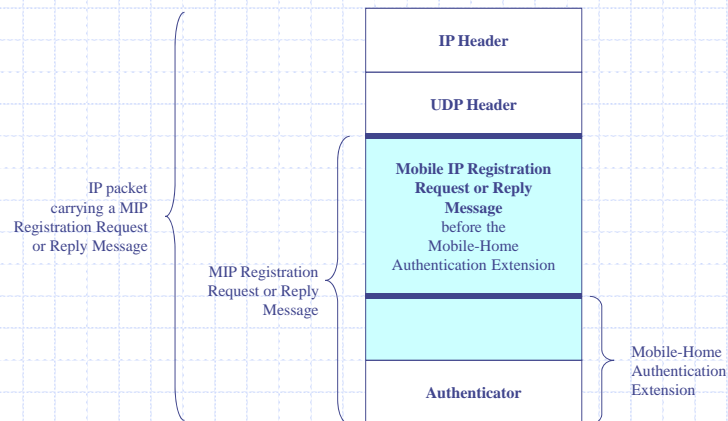 IP Header
UDP Header
Mobile IP Registration
Request or Reply
Message
before the
Mobile-Home
Authentication Extension
IP packet
carrying a MIP
Registration Request
or Reply Message
MIP Registration
Request or Reply
Message
Mobile-Home
Authentication
Extension
Authenticator